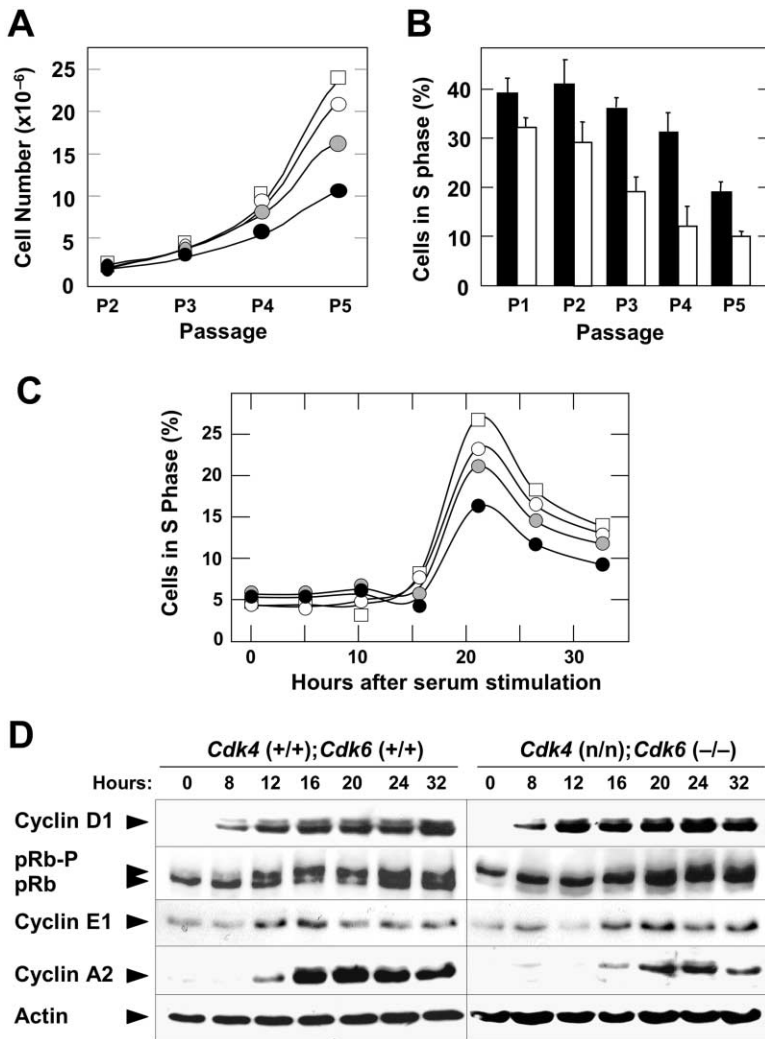 A
Cell Number (x10⁻⁶)
25
20
15
10
5
0
P2 P3 P4 P5
Passage
B
Cells in S phase (%)
40
30
20
10
0
P1 P2 P3 P4 P5
Passage
C
Cells in S Phase (%)
25
20
15
10
5
0
0 10 20 30
Hours after serum stimulation
D
Cdk4 (+/+);Cdk6 (+/+) Cdk4 (n/n);Cdk6 (–/–)
Hours: 0 8 12 16 20 24 32 0 8 12 16 20 24 32
Cyclin D1
pRb-P
pRb
Cyclin E1
Cyclin A2
Actin